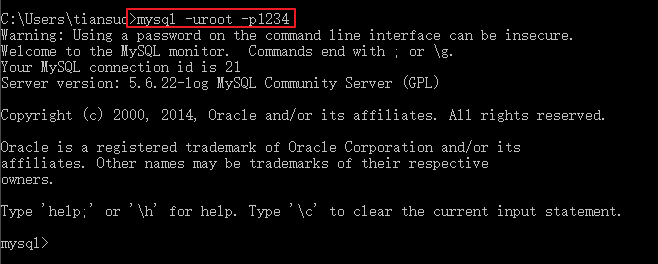 C:\Users\tiansud>mysql -uroot -p1234
Warning: Using a password on the command line interface can be insecure.
Welcome to the MySQL monitor.  Commands end with ; or \g.
Your MySQL connection id is 21
Server version: 5.6.22-log MySQL Community Server (GPL)
Copyright (c) 2000, 2014, Oracle and/or its affiliates. All rights reserved.
Oracle is a registered trademark of Oracle Corporation and/or its
affiliates. Other names may be trademarks of their respective
owners.
Type 'help;' or '\h' for help. Type '\c' to clear the current input statement.
mysql>